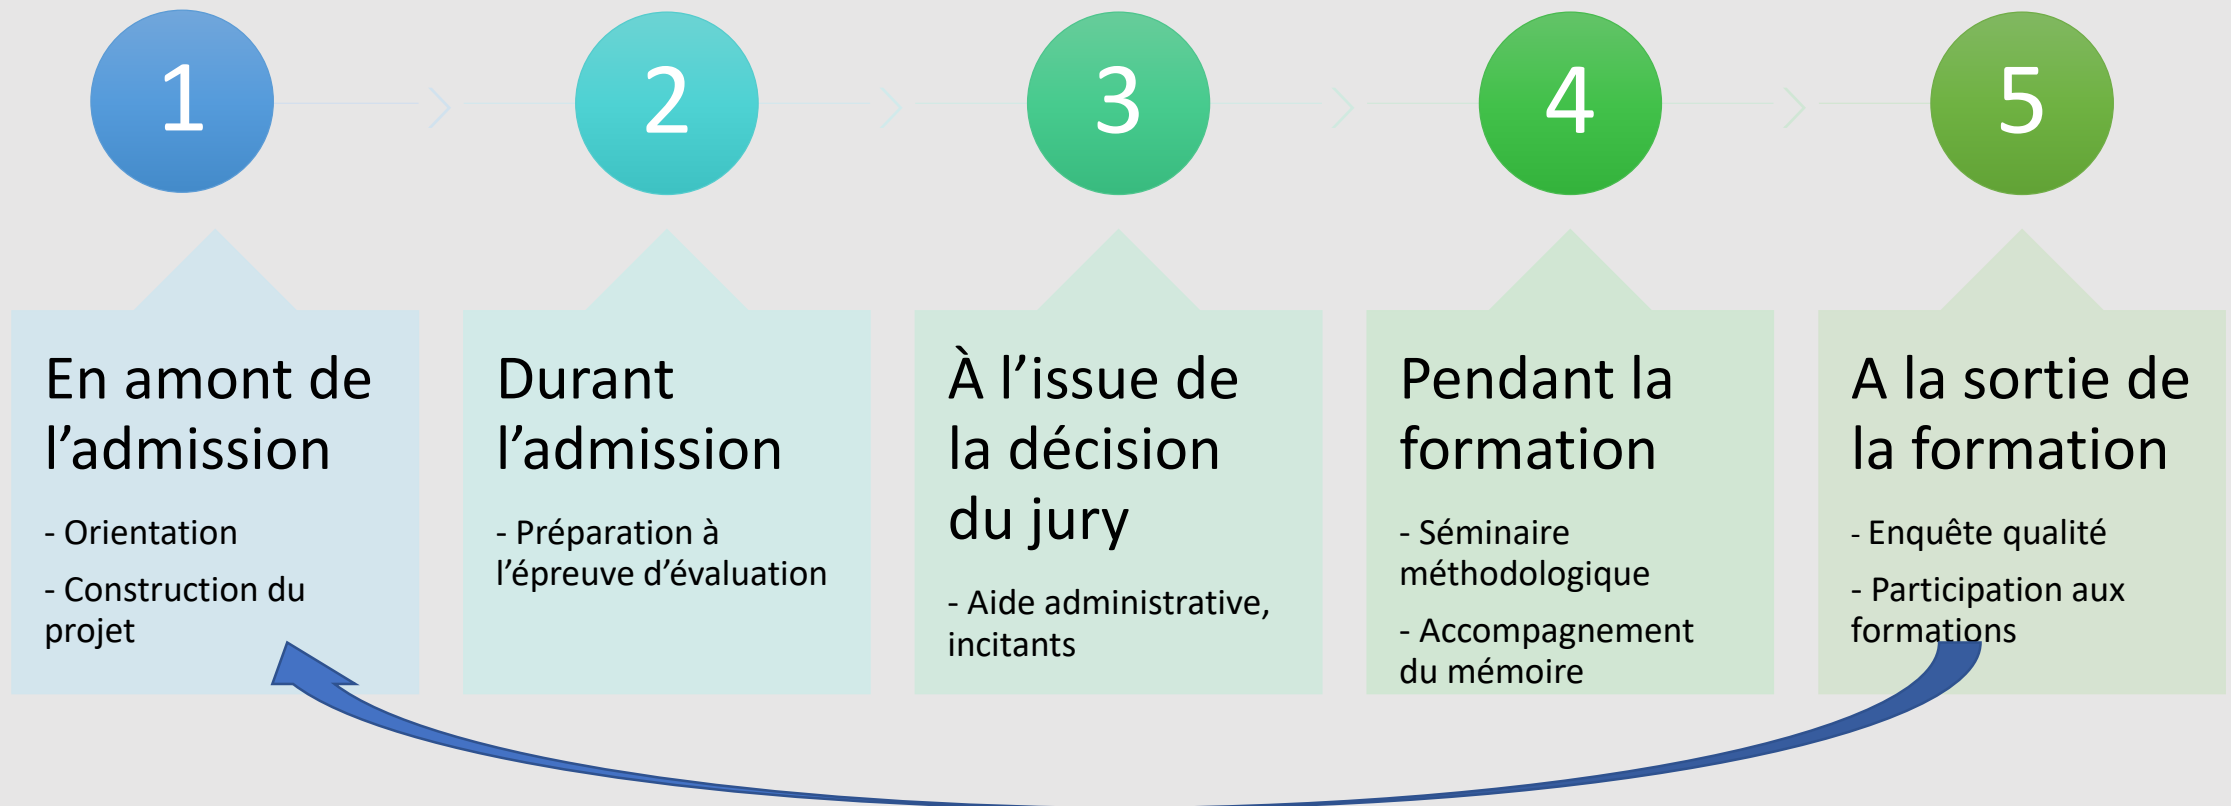 1
2
3
4
5
En amont de
l’admission
- Orientation
- Construction du
projet
Durant
l’admission
- Préparation à
l’épreuve d’évaluation
À l’issue de
la décision
du jury
- Aide administrative,
incitants
Pendant la
formation
- Séminaire
méthodologique
- Accompagnement
du mémoire
A la sortie de
la formation
- Enquête qualité
- Participation aux
formations